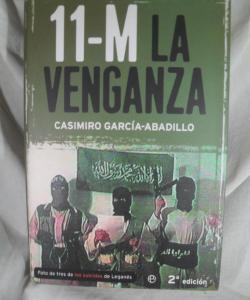 11-M LA
VENGANZA
CASIMIRO GARCÍA-ABADILLO
Foto de tres de los suicidas de Leganés
2ª edición